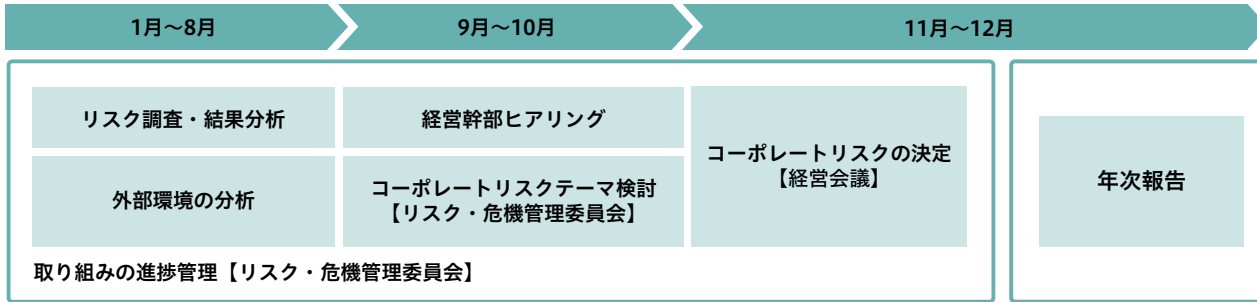 1月～8月
9月～10月
11月～12月
リスク調査・結果分析
経営幹部ヒアリング
外部環境の分析
コーポレートリスクテーマ検討
【リスク・危機管理委員会】
コーポレートリスクの決定
【経営会議】
年次報告
取り組みの進捗管理【リスク・危機管理委員会】